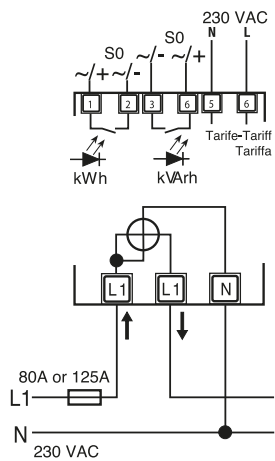 230 VAC
S0 S0 N L
~/+ ~/- ~/- ~/+
1 2 3 6 5 6
Tarife-Tariff
Tariffa
kWh kVArh
L1 L1 N
80A or 125A
L1
N
230 VAC